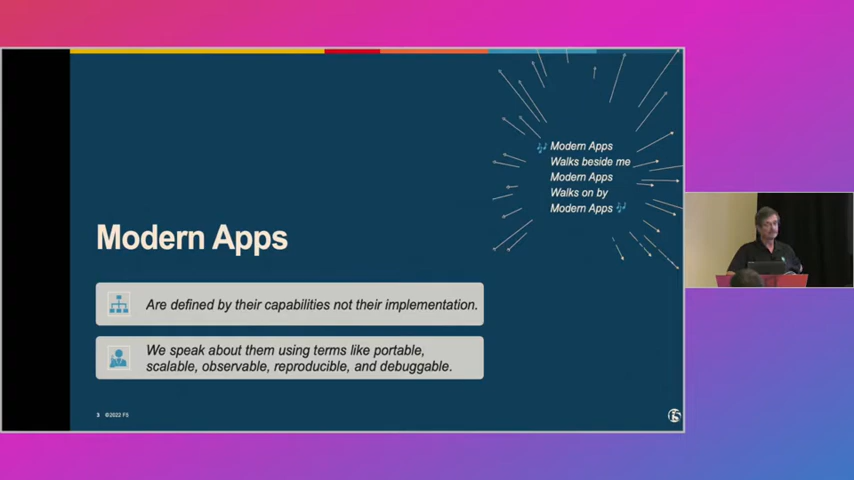 Modern Apps
Walks beside me
Modern Apps
Walks on by
Modern Apps
Modern Apps
Are defined by their capabilities not their implementation.
We speak about them using terms like portable,
scalable, observable, reproducible, and debuggable.
3 ©2022 F5
f5